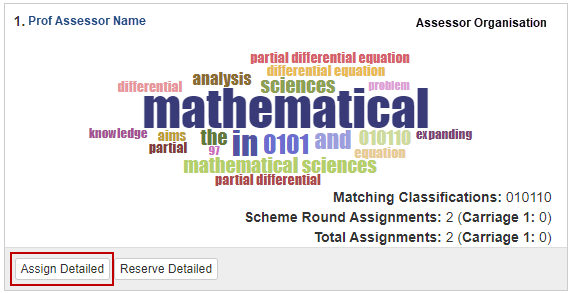 1. Prof Assessor Name Assessor Organisation
partial differential equation
differential equation
analysis sciences problem
differential
mathematical
knowledge aims the in 0101 and 010110 expanding
partial 97 equation
mathematical sciences
partial differential
Matching Classifications: 010110
Scheme Round Assignments: 2 (Carriage 1: 0)
Total Assignments: 2 (Carriage 1: 0)
Assign Detailed Reserve Detailed